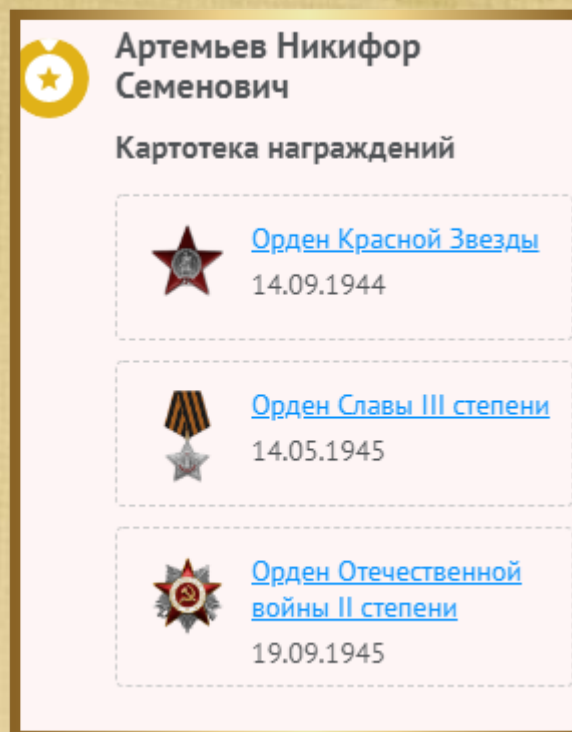 Артемьев Никифор
Семенович
Картотека награждений
Орден Красной Звезды
14.09.1944
Орден Славы III степени
14.05.1945
Орден Отечественной
войны II степени
19.09.1945